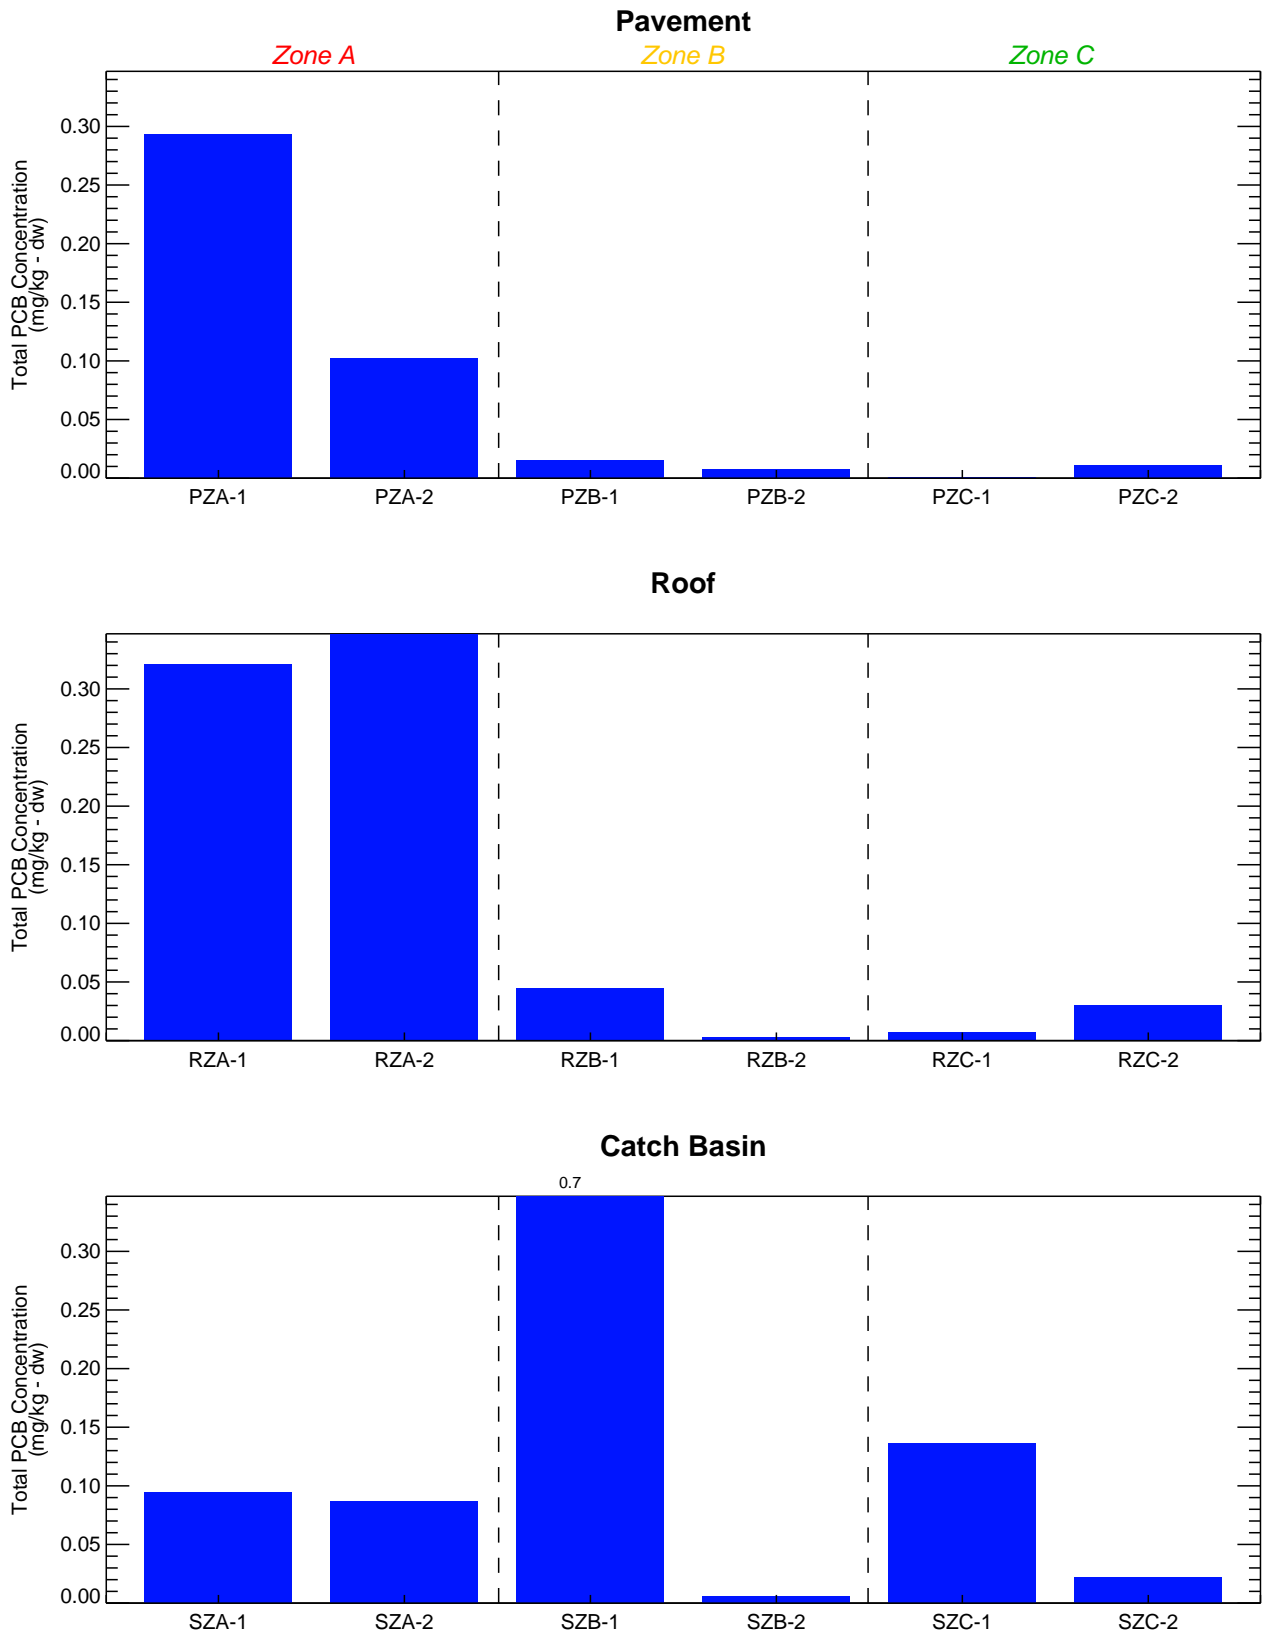 Pavement
Zone A Zone B Zone C
Total PCB Concentration
(mg/kg - dw)
0.30
0.25
0.20
0.15
0.10
0.05
0.00
PZA-1 PZA-2 PZB-1 PZB-2 PZC-1 PZC-2
Roof
Total PCB Concentration
(mg/kg - dw)
0.30
0.25
0.20
0.15
0.10
0.05
0.00
RZA-1 RZA-2 RZB-1 RZB-2 RZC-1 RZC-2
Catch Basin
0.7
Total PCB Concentration
(mg/kg - dw)
0.30
0.25
0.20
0.15
0.10
0.05
0.00
SZA-1 SZA-2 SZB-1 SZB-2 SZC-1 SZC-2